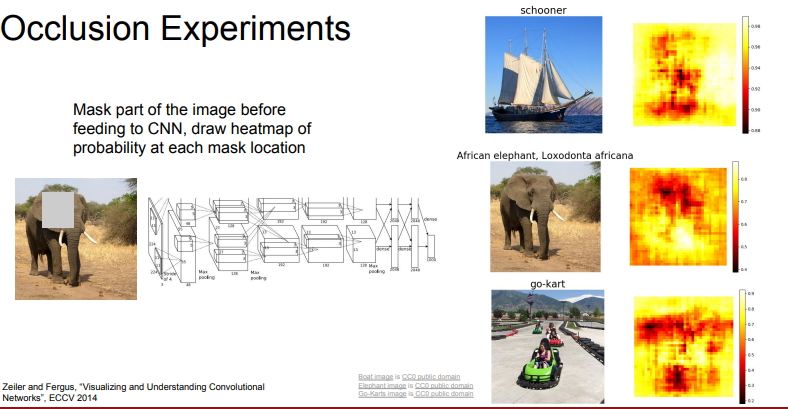 Occlusion Experiments
Mask part of the image before
feeding to CNN, draw heatmap of
probability at each mask location
schooner
0.98
0.96
0.94
0.92
0.90
0.88
African elephant, Loxodonta africana
0.8
0.7
0.6
0.5
0.4
go-kart
0.9
0.8
0.7
0.6
0.5
0.4
0.3
0.2
224
Stride
of 4
48
128
Max
pooling
192
192
128
Max
pooling
dense
dense
dense
2048
2048
1000
Zeiler and Fergus, “Visualizing and Understanding Convolutional
Networks”, ECCV 2014
Boat image is CC0 public domain
Elephant image is CC0 public domain
Go-Karts image is CC0 public domain